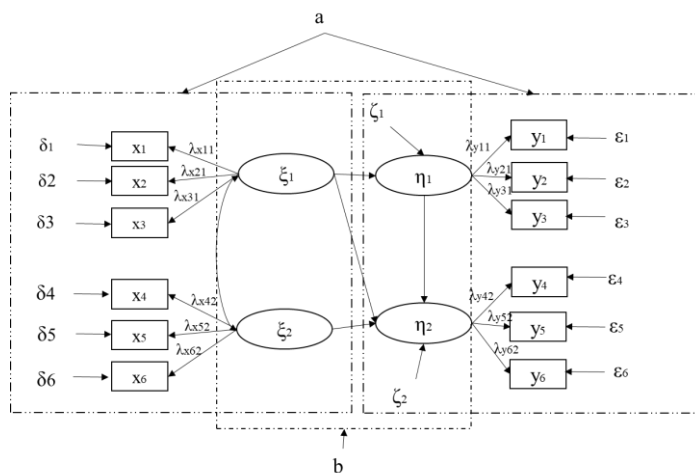 a
ζ1
δ1 x1 λx11 ξ1 η1 λy11 y1 ε1
δ2 x2 λx21 λy21 y2 ε2
δ3 x3 λx31 λy31 y3 ε3
δ4 x4 λx42 λy42 y4 ε4
δ5 x5 λx52 ξ2 η2 λy52 y5 ε5
δ6 x6 λx62 λy62 y6 ε6
ζ2
b